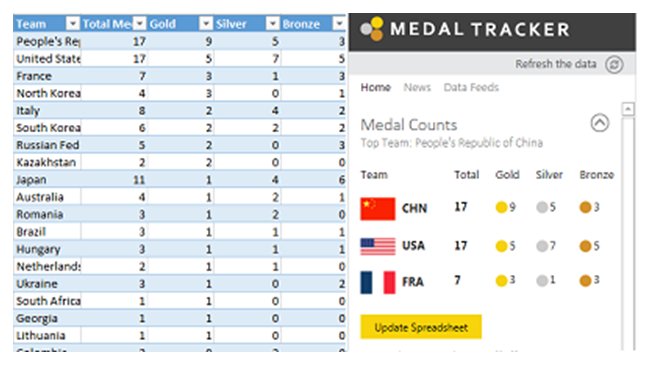 Team Total Me Gold Silver Bronze
People's Re 17 9 5 3
United State 17 5 7 5
France 7 3 1 3
North Korea 4 3 0 1
Italy 8 2 4 2
South Korea 6 2 2 2
Russian Fed 5 2 0 3
Kazakhstan 2 2 0 0
Japan 11 1 4 6
Australia 4 1 2 1
Romania 3 1 2 0
Brazil 3 1 1 1
Hungary 3 1 1 1
Netherlands 2 1 1 0
Ukraine 3 1 0 2
South Africa 1 1 0 0
Georgia 1 1 0 0
Lithuania 1 1 0 0
Colombia
MEDAL TRACKER
Refresh the data
Home News Data Feeds
Medal Counts
Top Team: People's Republic of China
Team Total Gold Silver Bronze
CHN 17 9 5 3
USA 17 5 7 5
FRA 7 3 1 3
Update Spreadsheet